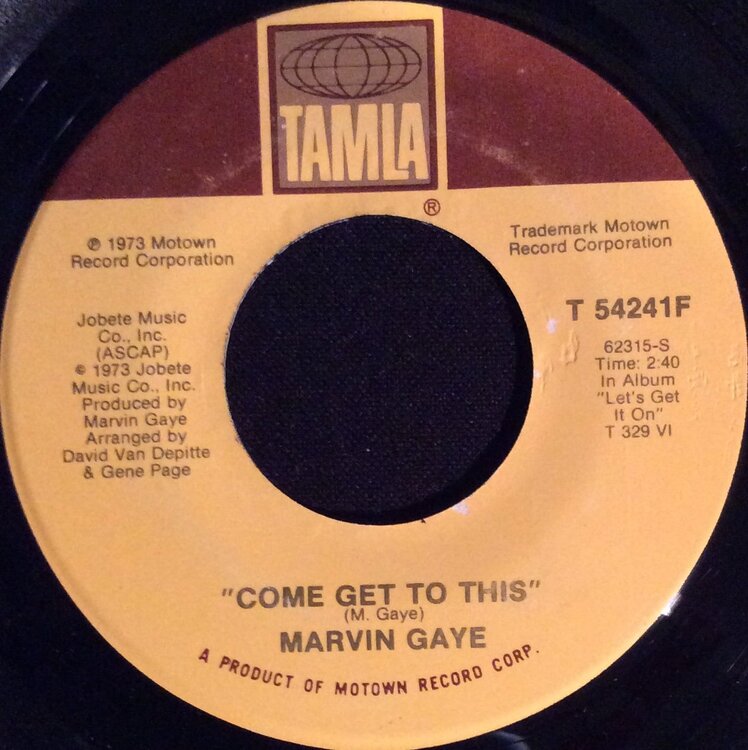 TAMLA
®
℗ 1973 Motown
Record Corporation
Trademark Motown
Record Corporation
Jobete Music
Co., Inc.
(ASCAP)
© 1973 Jobete
Music Co., Inc.
Produced by
Marvin Gaye
Arranged by
David Van Depitte
& Gene Page
T 54241F
62315-S
Time: 2:40
In Album
"Let's Get
It On"
T 329 VI
"COME GET TO THIS"
(M. Gaye)
MARVIN GAYE
A PRODUCT OF MOTOWN RECORD CORP.